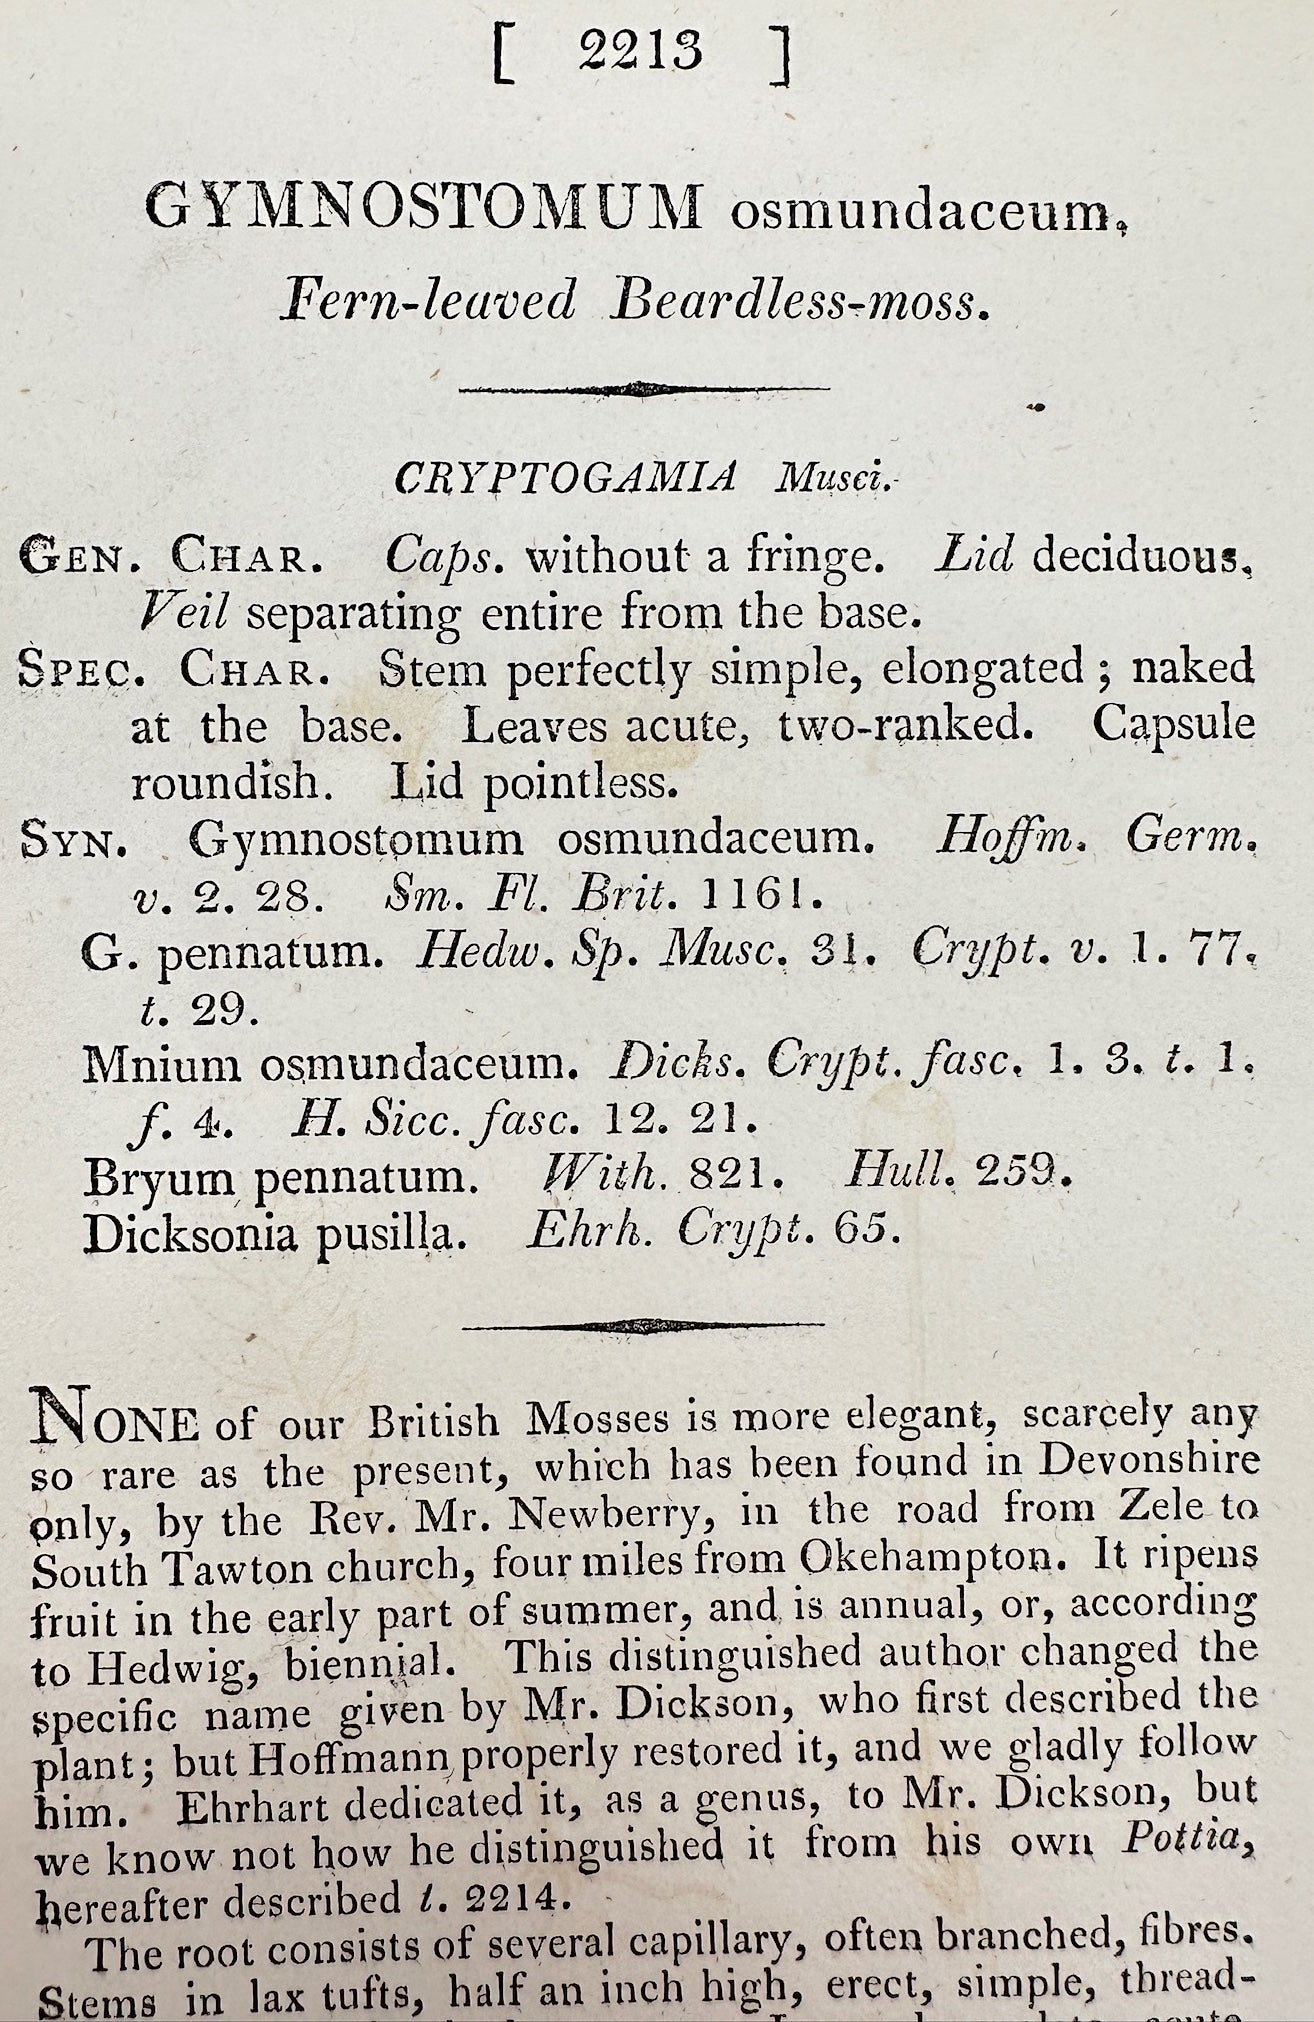 [ 2213 ]
GYMNOSTOMUM osmundaceum.
Fern-leaved Beardless-moss.
CRYPTOGAMIA Musci.
GEN. CHAR. Caps. without a fringe. Lid deciduous.
Veil separating entire from the base.
SPEC. CHAR. Stem perfectly simple, elongated; naked
at the base. Leaves acute, two-ranked. Capsule
roundish. Lid pointless.
SYN. Gymnostomum osmundaceum. Hoffm. Germ.
v. 2. 28. Sm. Fl. Brit. 1161.
G. pennatum. Hedw. Sp. Musc. 31. Crypt. v. 1. 77.
t. 29.
Mnium osmundaceum. Dicks. Crypt. fasc. 1. 3. t. 1.
f. 4. H. Sicc. fasc. 12. 21.
Bryum pennatum. With. 821. Hull. 259.
Dicksonia pusilla. Ehrh. Crypt. 65.
NONE of our British Mosses is more elegant, scarcely any
so rare as the present, which has been found in Devonshire
only, by the Rev. Mr. Newberry, in the road from Zele to
South Tawton church, four miles from Okehampton. It ripens
fruit in the early part of summer, and is annual, or, according
to Hedwig, biennial. This distinguished author changed the
specific name given by Mr. Dickson, who first described the
plant; but Hoffmann properly restored it, and we gladly follow
him. Ehrhart dedicated it, as a genus, to Mr. Dickson, but
we know not how he distinguished it from his own Pottia,
hereafter described t. 2214.
The root consists of several capillary, often branched, fibres.
Stems in lax tufts, half an inch high, erect, simple, thread-